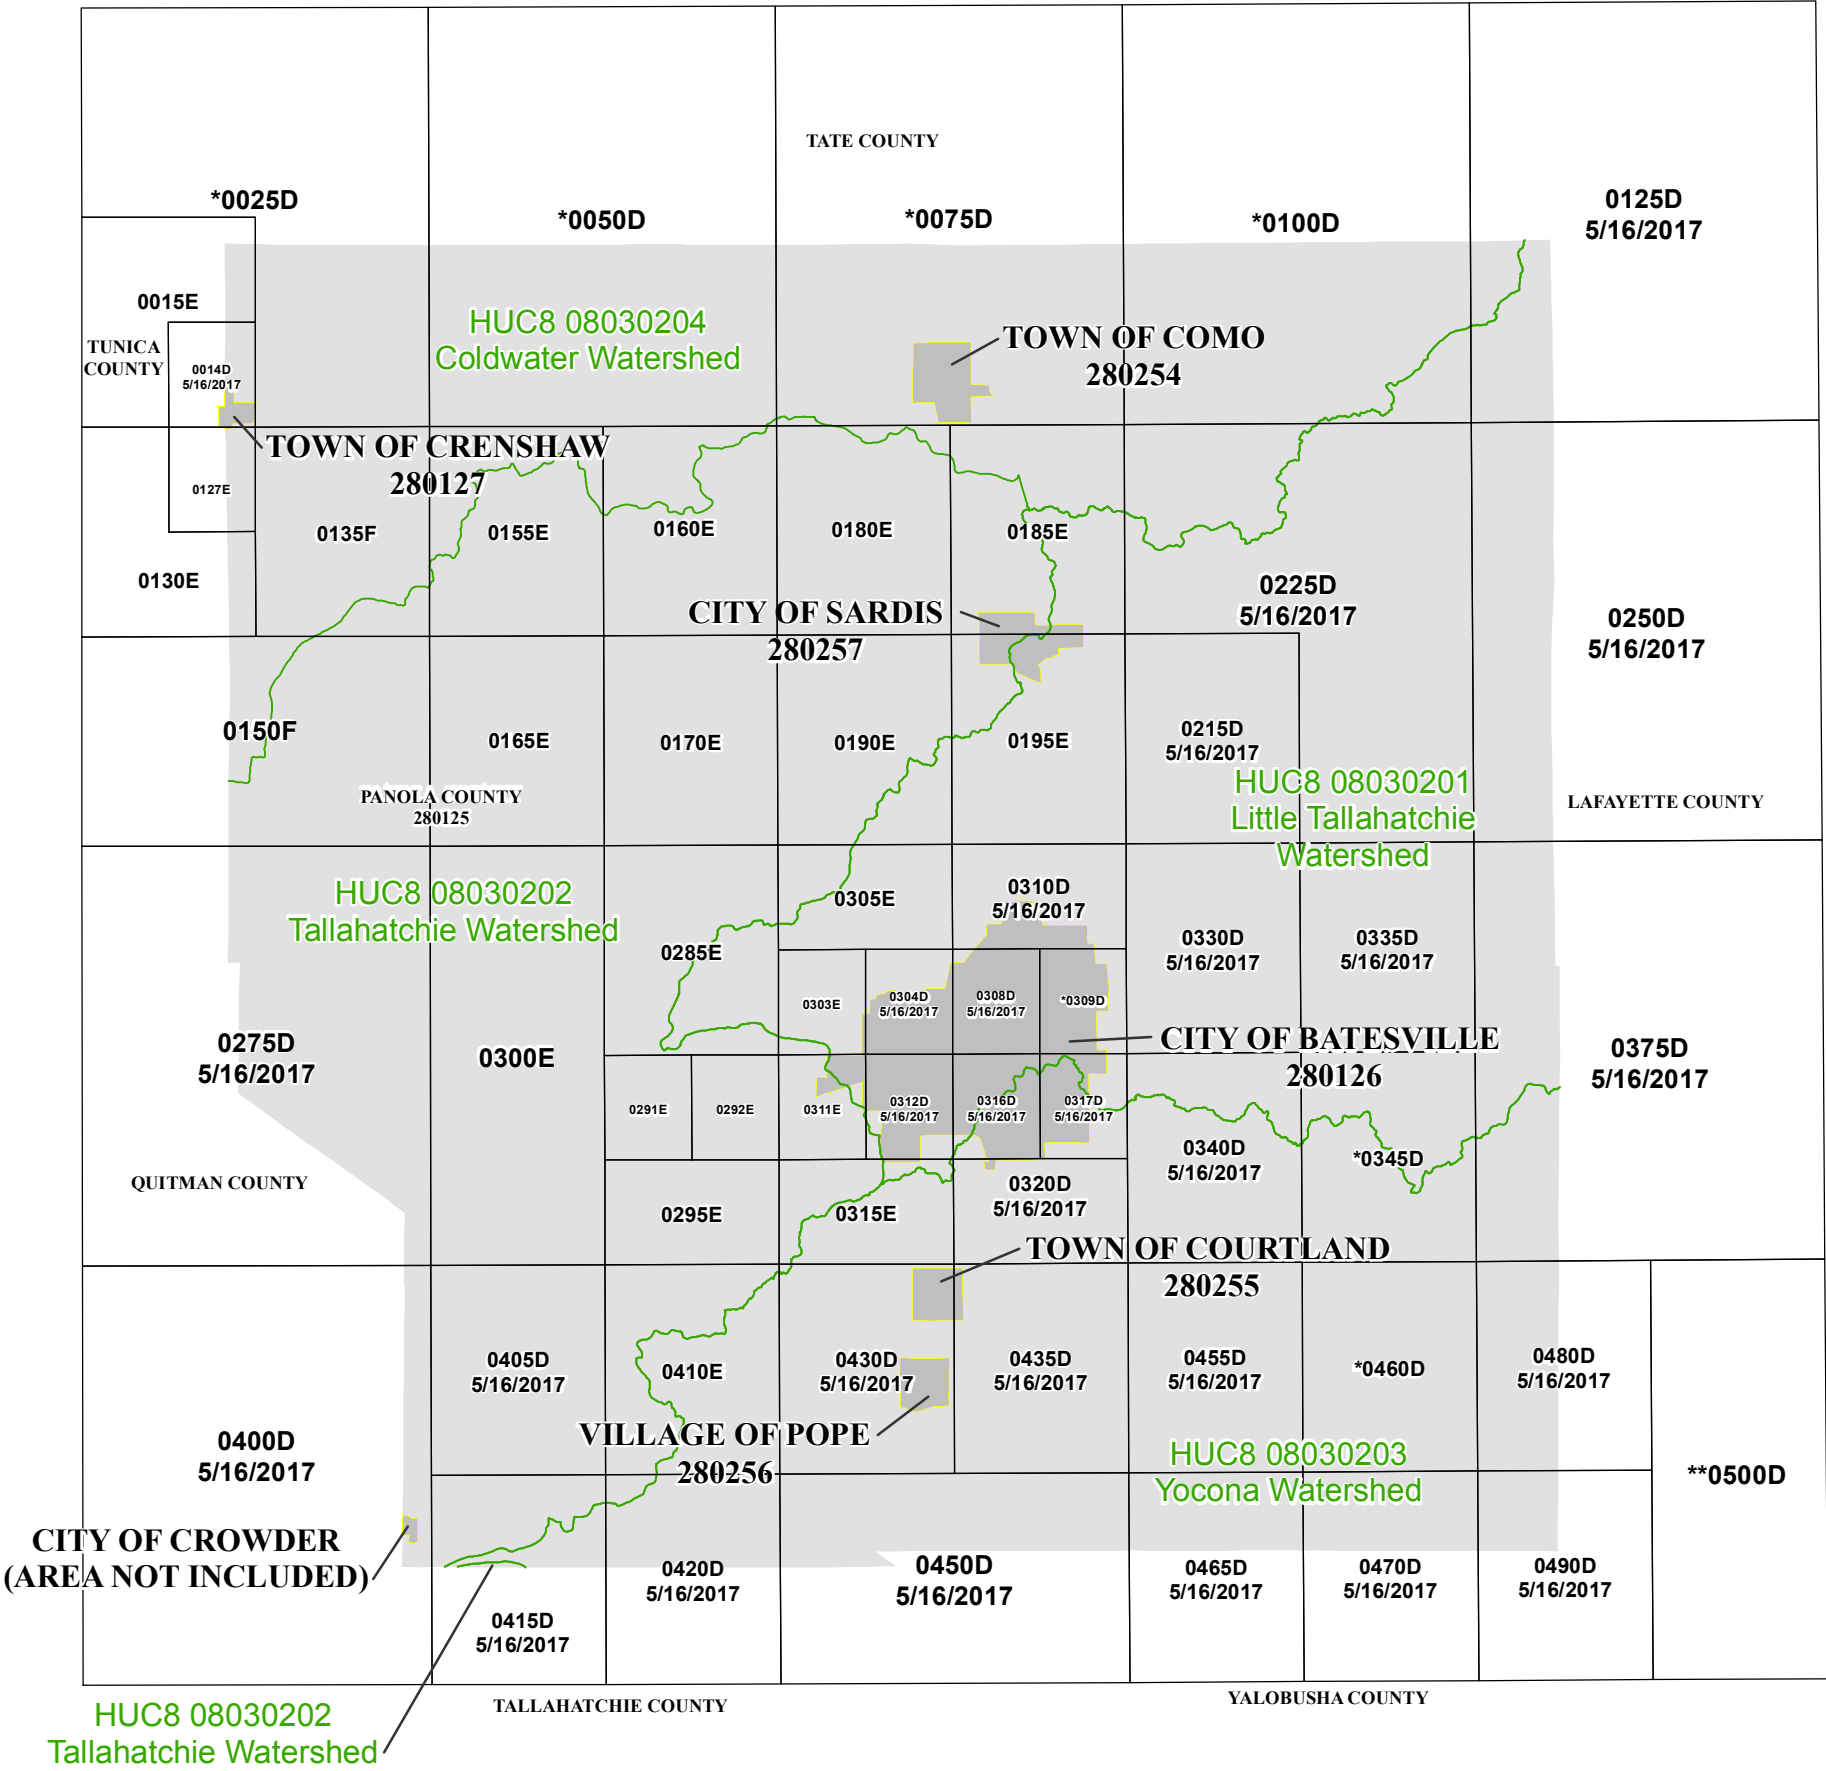 TATE COUNTY
*0025D
*0050D
*0075D
*0100D
0125D
5/16/2017
0015E
TUNICA
COUNTY
0014D
5/16/2017
HUC8 08030204
Coldwater Watershed
TOWN OF COMO
280254
TOWN OF CRENSHAW
280127
0127E
0130E
0135F
0155E
0160E
0180E
0185E
0225D
5/16/2017
0250D
5/16/2017
CITY OF SARDIS
280257
0150F
0165E
0170E
0190E
0195E
0215D
5/16/2017
HUC8 08030201
Little Tallahatchie
Watershed
PANOLA COUNTY
280125
LAFAYETTE COUNTY
HUC8 08030202
Tallahatchie Watershed
0305E
0310D
5/16/2017
0285E
0330D
5/16/2017
0335D
5/16/2017
0303E
0304D
5/16/2017
0308D
5/16/2017
*0309D
CITY OF BATESVILLE
280126
0275D
5/16/2017
0300E
0375D
5/16/2017
0291E
0292E
0311E
0312D
5/16/2017
0316D
5/16/2017
0317D
5/16/2017
0340D
5/16/2017
*0345D
QUITMAN COUNTY
0295E
0315E
0320D
5/16/2017
TOWN OF COURTLAND
280255
0405D
5/16/2017
0410E
0430D
5/16/2017
0435D
5/16/2017
0455D
5/16/2017
*0460D
0480D
5/16/2017
VILLAGE OF POPE
280256
0400D
5/16/2017
HUC8 08030203
Yocona Watershed
**0500D
CITY OF CROWDER
(AREA NOT INCLUDED)
0415D
5/16/2017
0420D
5/16/2017
0450D
5/16/2017
0465D
5/16/2017
0470D
5/16/2017
0490D
5/16/2017
TALLAHATCHIE COUNTY
YALOBUSHA COUNTY
HUC8 08030202
Tallahatchie Watershed